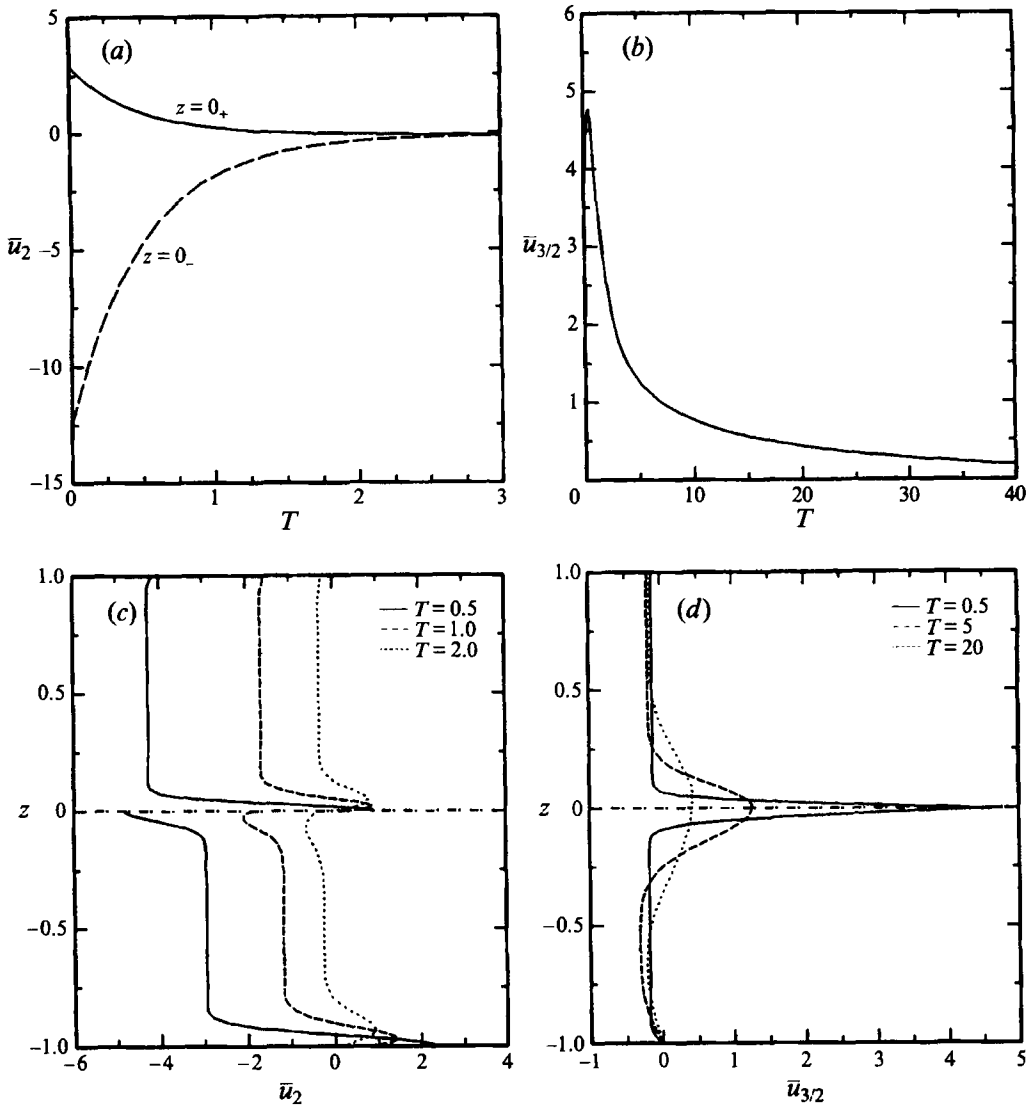 (a)
5
0
−5
−10
−15
ū₂
z = 0₊
z = 0₋
0 1 2 3
T
(b)
6
5
4
3
2
1
ū₃/₂
0 10 20 30 40
T
(c)
T = 0.5
T = 1.0
T = 2.0
1.0
0.5
z 0
−0.5
−1.0
−6 −4 −2 0 2 4
ū₂
(d)
T = 0.5
T = 5
T = 20
1.0
0.5
z 0
−0.5
−1.0
−1 0 1 2 3 4 5
ū₃/₂